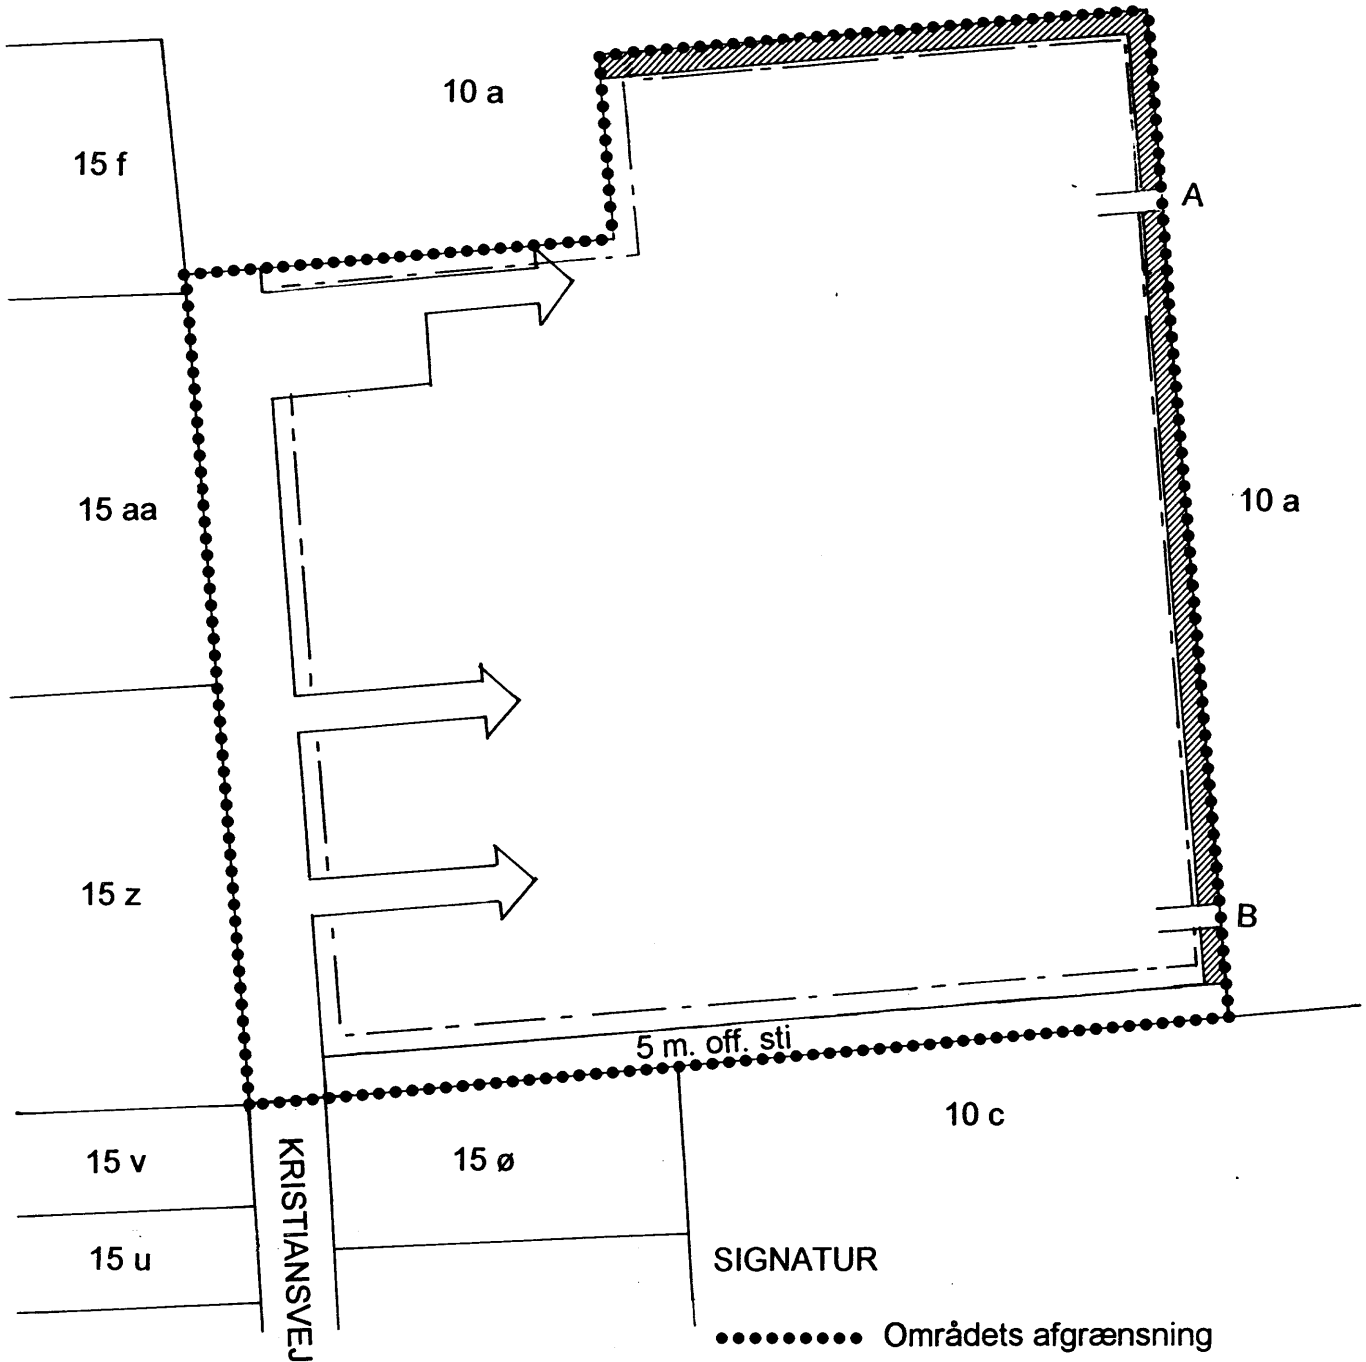 10 a
15 f
A
15 aa
10 a
15 z
B
5 m. off. sti
10 c
15 v
15 ø
KRISTIANSVEJ
15 u
SIGNATUR
Områdets afgrænsning